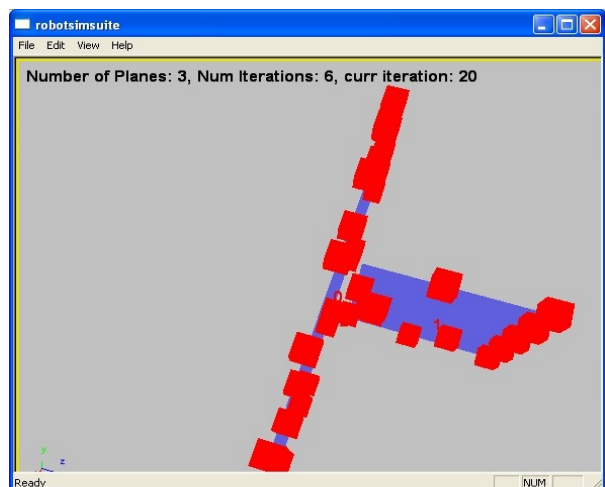 robotsimsuite
File Edit View Help
Number of Planes: 3, Num Iterations: 6, curr iteration: 20
0
1
y
z
Ready
NUM